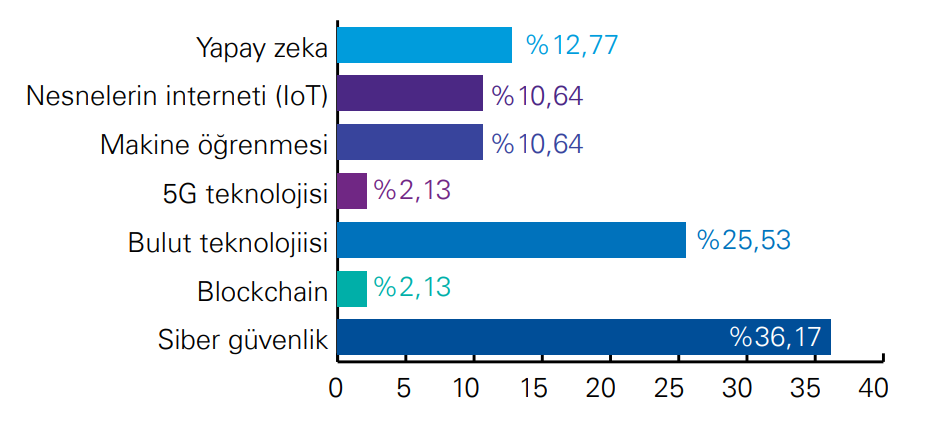 Yapay zeka %12,77
Nesnelerin interneti (IoT) %10,64
Makine öğrenmesi %10,64
5G teknolojisi %2,13
Bulut teknolojiisi %25,53
Blockchain %2,13
Siber güvenlik %36,17
0 5 10 15 20 25 30 35 40